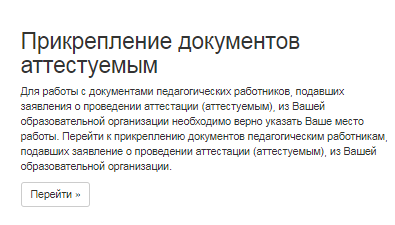 Прикрепление документов
аттестуемым
Для работы с документами педагогических работников, подавших
заявления о проведении аттестации (аттестуемым), из Вашей
образовательной организации необходимо верно указать Ваше место
работы. Перейти к прикреплению документов педагогическим работникам,
подавших заявление о проведении аттестации (аттестуемым), из Вашей
образовательной организации.
Перейти »